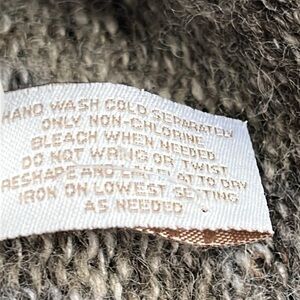 HAND WASH COLD SEPARATELY
ONLY NON-CHLORINE
BLEACH WHEN NEEDED
DO NOT WRING OR TWIST
RESHAPE AND LAY FLAT TO DRY
IRON ON LOWEST SETTING
AS NEEDED